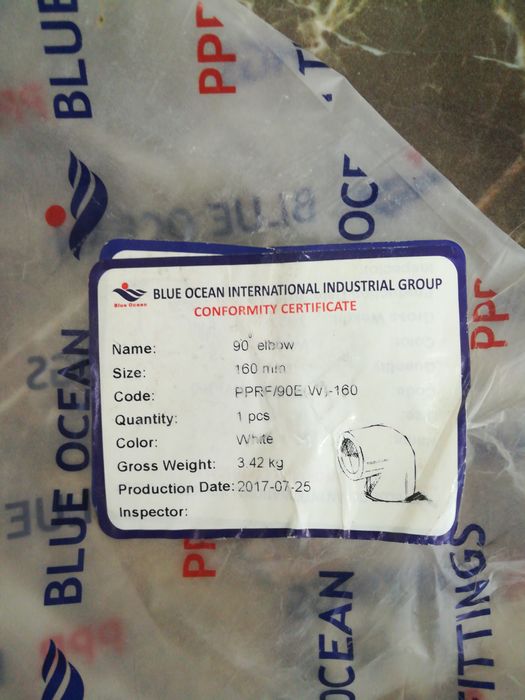 BLUE
PPR
BLUE OCEAN
BLUE OCEAN
BLUE OCEAN INTERNATIONAL INDUSTRIAL GROUP
Blue Ocean
CONFORMITY CERTIFICATE
Name: 90° elbow
Size: 160 mm
Code: PPRF/90E(W)-160
Quantity: 1 pcs
Color: White
Gross Weight: 3.42 kg
Production Date: 2017-07-25
Inspector:
PPR
BLUE OCEAN
PP
OCEAN
FITTINGS